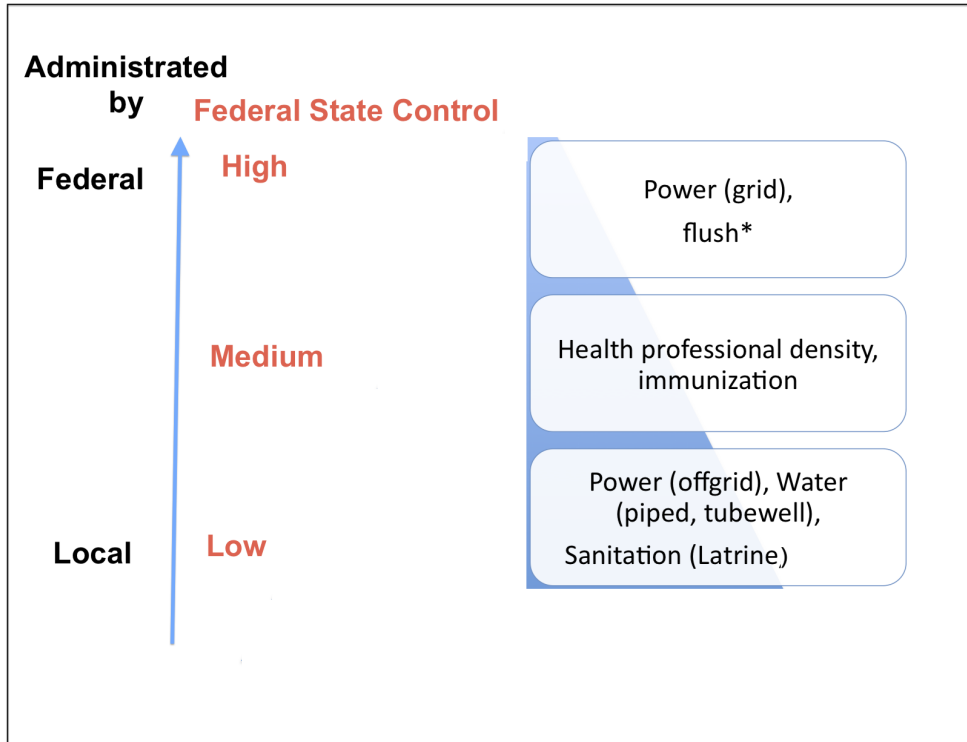 Administrated
by
Federal State Control
Federal
High
Power (grid),
flush*
Medium
Health professional density,
immunization
Local
Low
Power (offgrid), Water
(piped, tubewell),
Sanitation (Latrine)